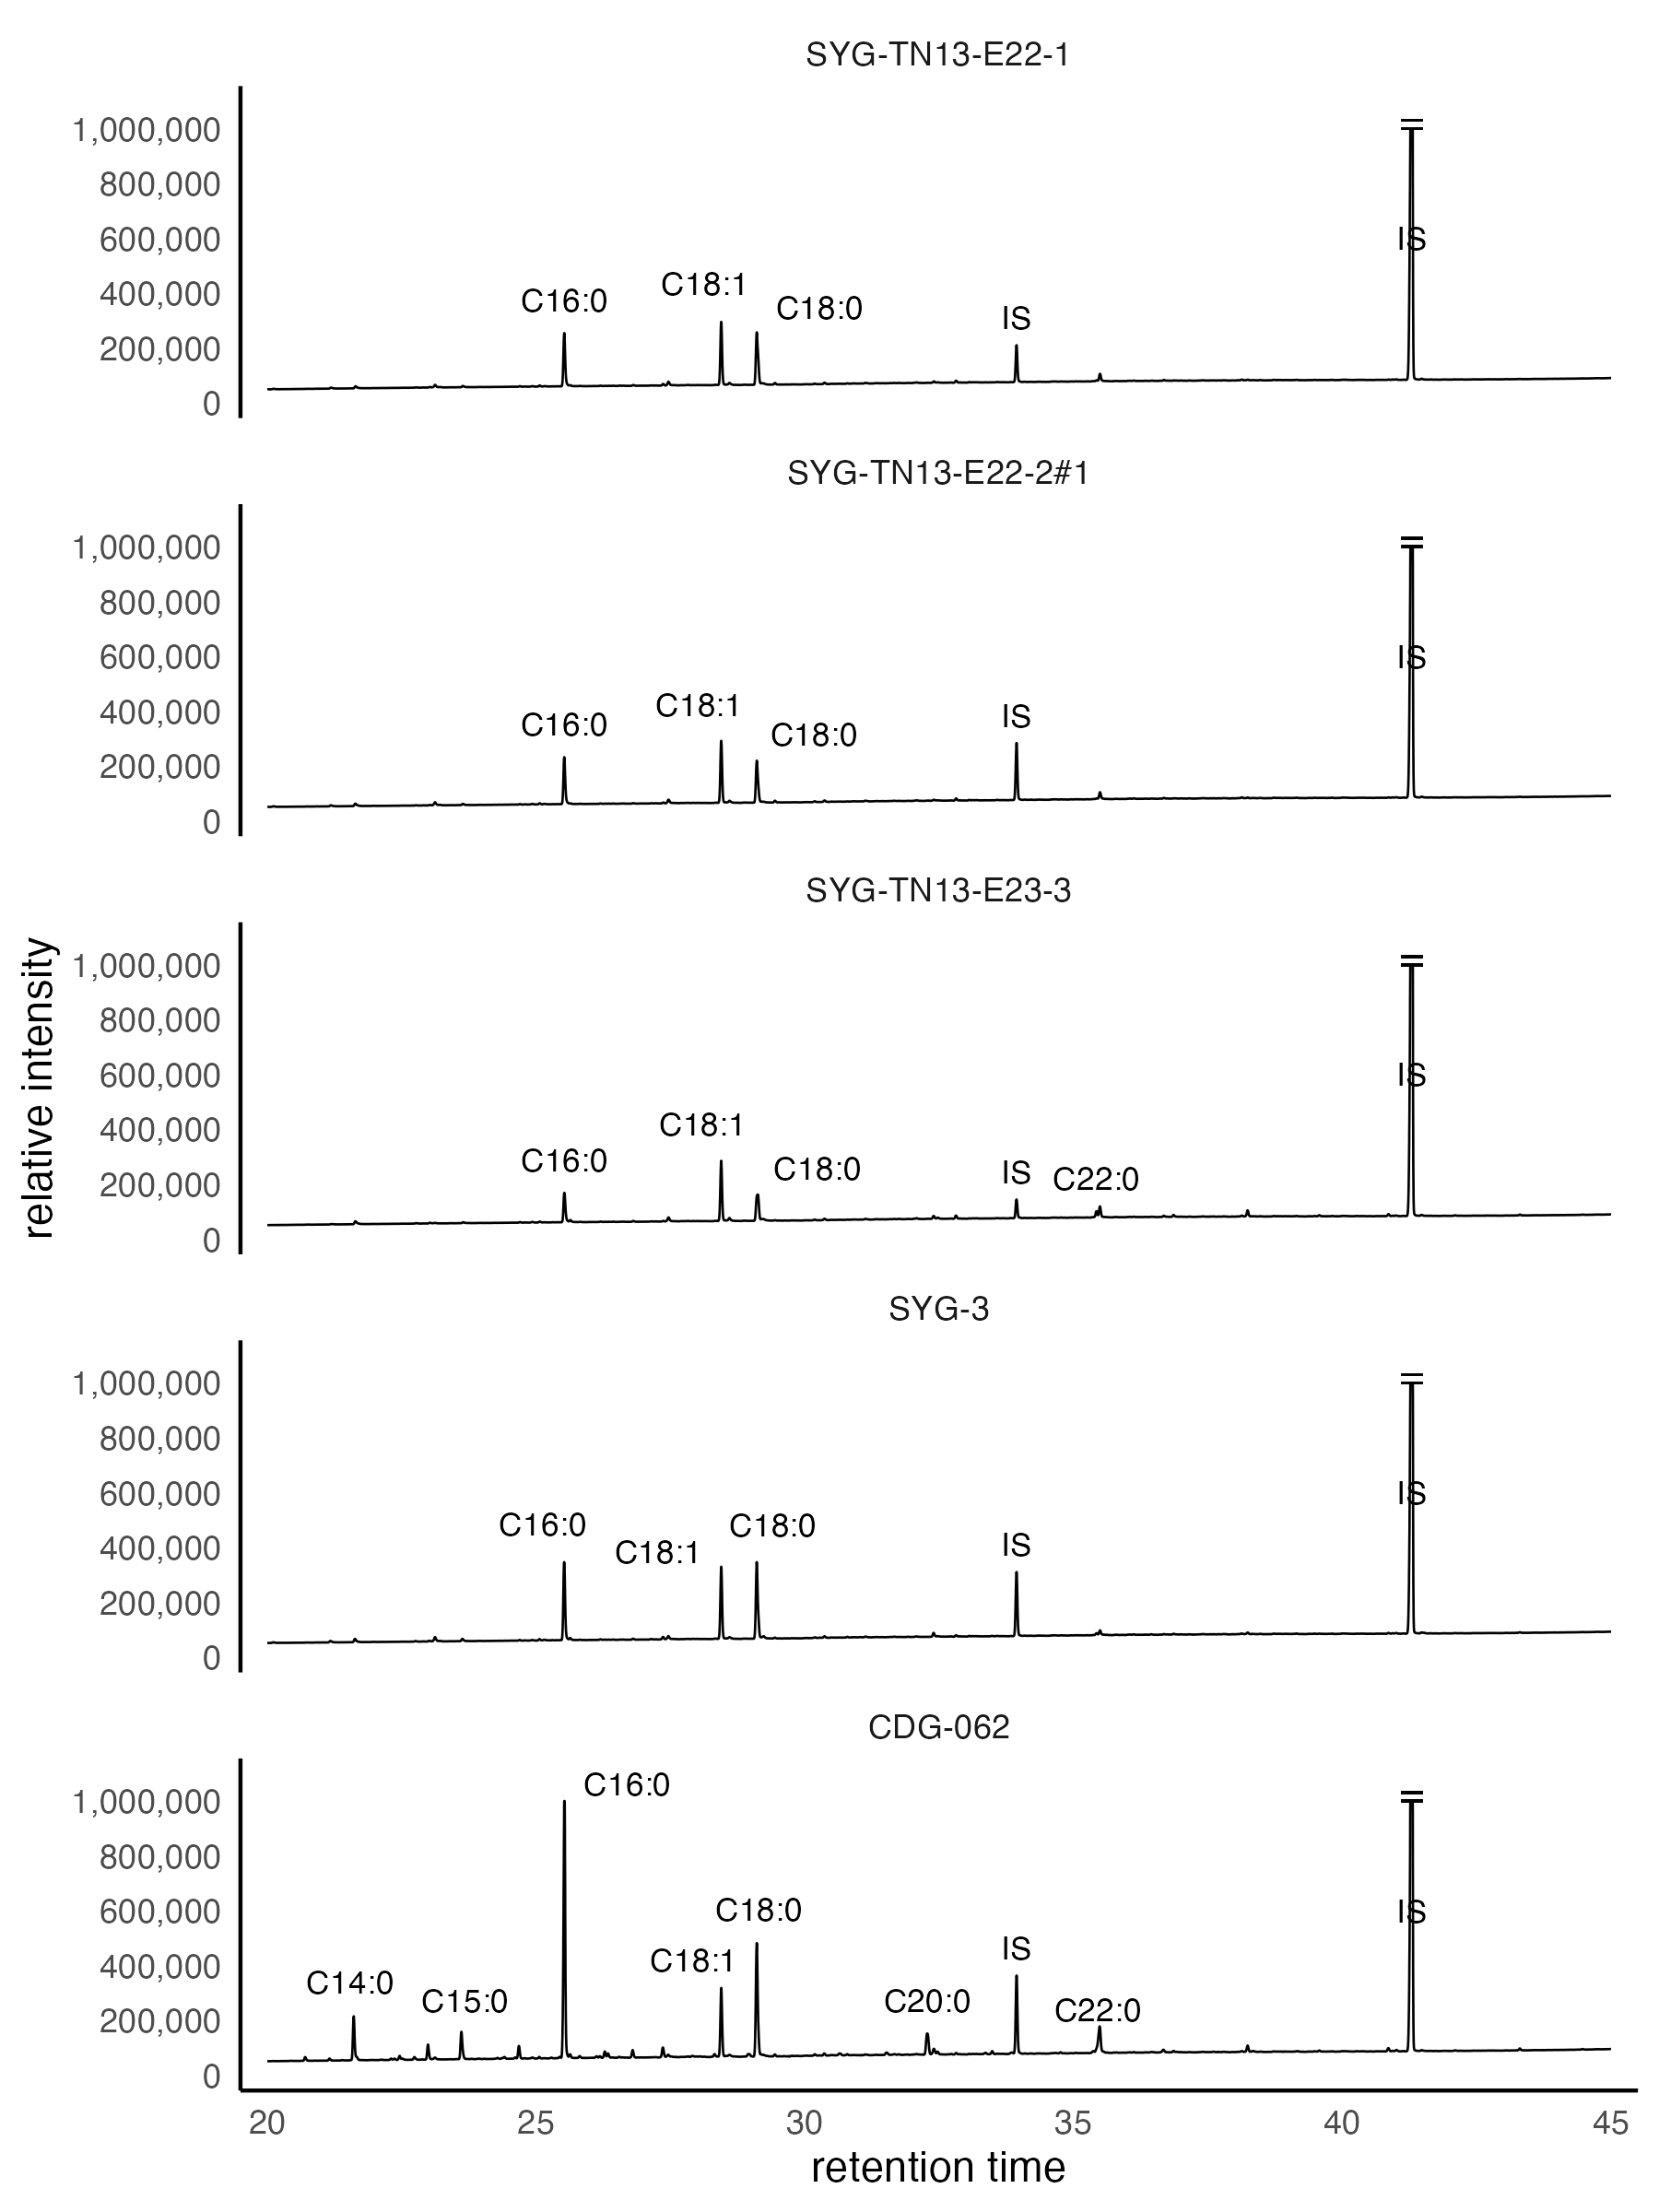 SYG-TN13-E22-1
1,000,000
800,000
600,000
IS
400,000
C16:0 C18:1 C18:0 IS
200,000
0
SYG-TN13-E22-2#1
1,000,000
800,000
600,000
IS
400,000
C16:0 C18:1 C18:0 IS
200,000
0
SYG-TN13-E23-3
1,000,000
800,000
600,000
IS
400,000
C16:0 C18:1 C18:0 IS C22:0
200,000
0
SYG-3
1,000,000
800,000
600,000
IS
C16:0 C18:1 C18:0 IS
400,000
200,000
0
CDG-062
C16:0
1,000,000
800,000
600,000
C18:0
IS
400,000
C14:0 C15:0 C18:1 C20:0 IS C22:0
200,000
0
20 25 30 35 40 45
retention time
relative intensity